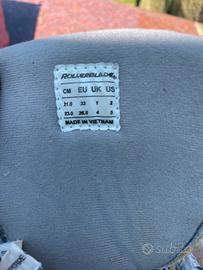 ROLLERBLADE
CM EU UK US
21.0 33 1 2
23.0 36.5 4 5
MADE IN VIETNAM
subito